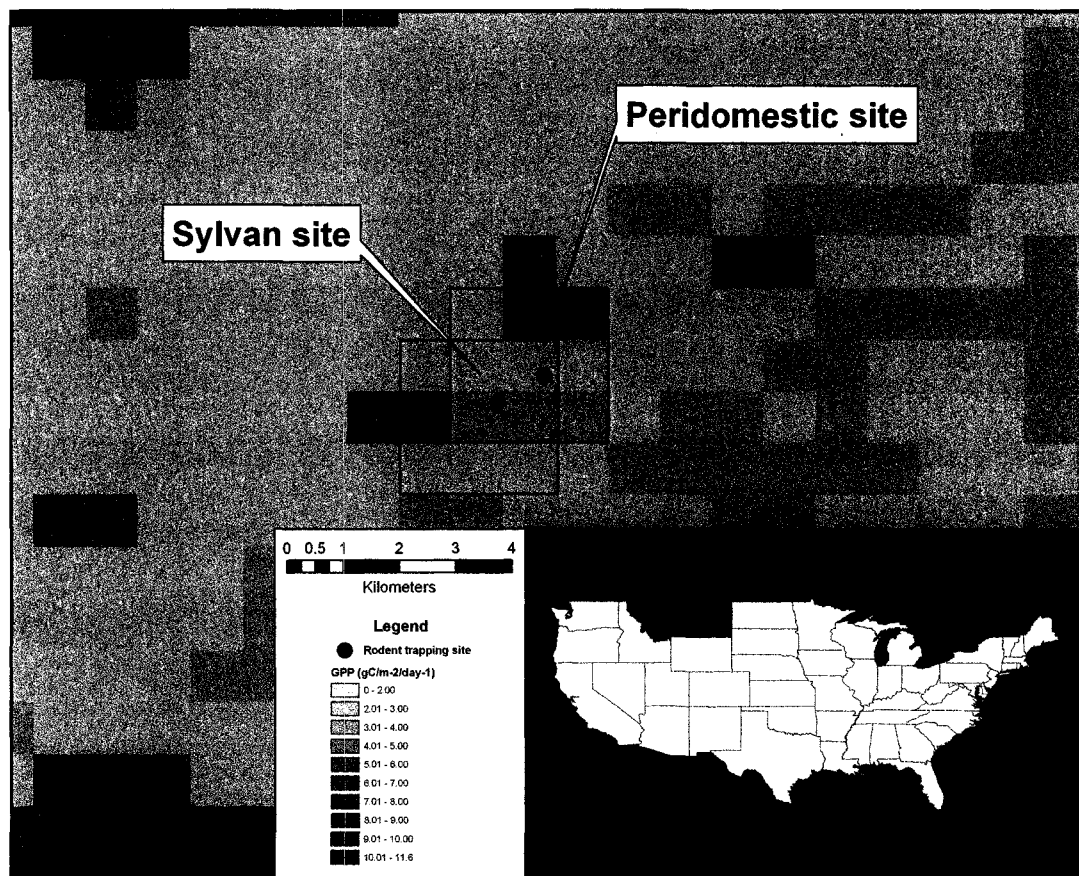 Peridomestic site
Sylvan site
0 0.5 1 2 3 4
Kilometers
Legend
Rodent trapping site
GPP (gC/m-2/day-1)
0 - 2.00
2.01 - 3.00
3.01 - 4.00
4.01 - 5.00
5.01 - 6.00
6.01 - 7.00
7.01 - 8.00
8.01 - 9.00
9.01 - 10.00
10.01 - 11.6